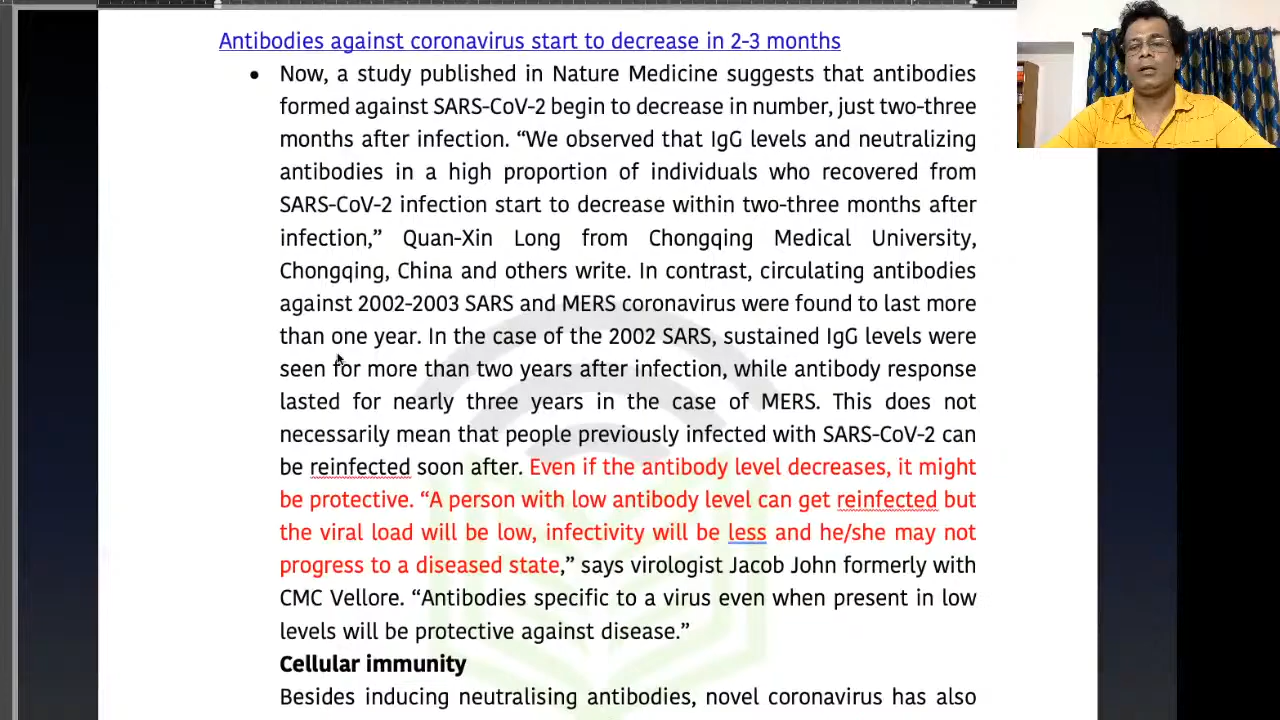 Antibodies against coronavirus start to decrease in 2-3 months
• Now, a study published in Nature Medicine suggests that antibodies
formed against SARS-CoV-2 begin to decrease in number, just two-three
months after infection. “We observed that IgG levels and neutralizing
antibodies in a high proportion of individuals who recovered from
SARS-CoV-2 infection start to decrease within two-three months after
infection,” Quan-Xin Long from Chongqing Medical University,
Chongqing, China and others write. In contrast, circulating antibodies
against 2002-2003 SARS and MERS coronavirus were found to last more
than one year. In the case of the 2002 SARS, sustained IgG levels were
seen for more than two years after infection, while antibody response
lasted for nearly three years in the case of MERS. This does not
necessarily mean that people previously infected with SARS-CoV-2 can
be reinfected soon after. Even if the antibody level decreases, it might
be protective. “A person with low antibody level can get reinfected but
the viral load will be low, infectivity will be less and he/she may not
progress to a diseased state,” says virologist Jacob John formerly with
CMC Vellore. “Antibodies specific to a virus even when present in low
levels will be protective against disease.”
Cellular immunity
Besides inducing neutralising antibodies, novel coronavirus has also